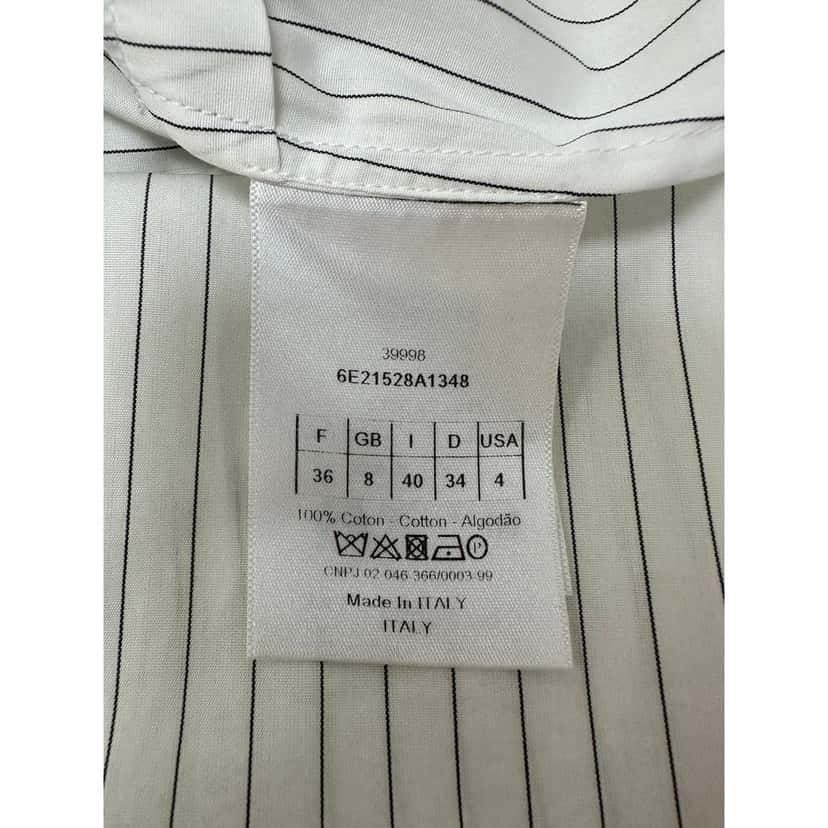 39998
6E21528A1348
F GB I D USA
36 8 40 34 4
100% Coton - Cotton - Algodão
P
CNPJ 02-046-366/0003-99
Made In ITALY
ITALY